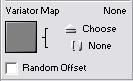 Variator Map None
Choose
None
Random Offset